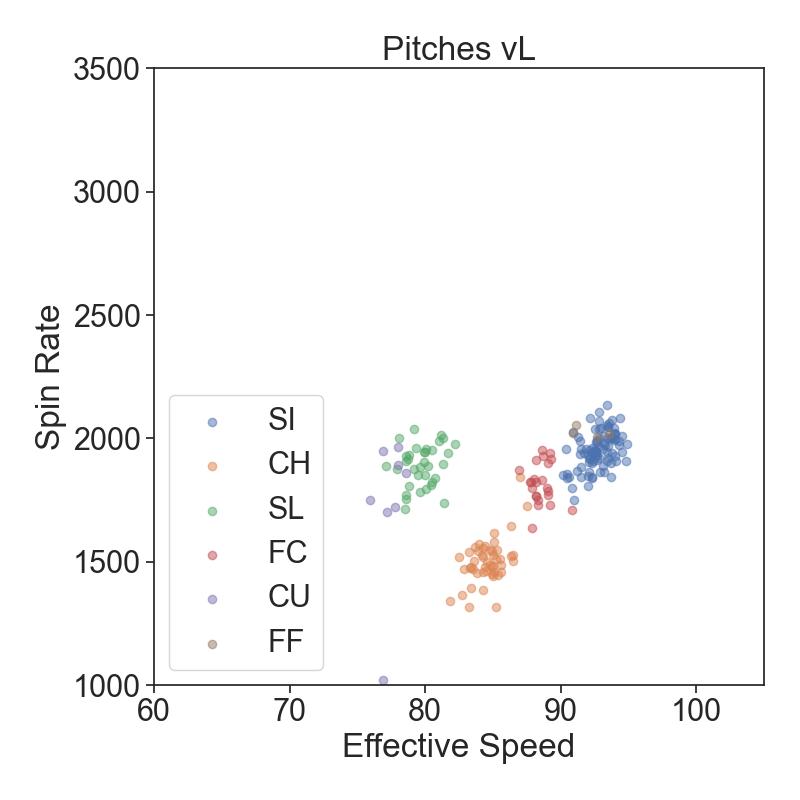 Pitches vL
3500
3000
2500
2000
1500
1000
Spin Rate
SI
CH
SL
FC
CU
FF
60 70 80 90 100
Effective Speed